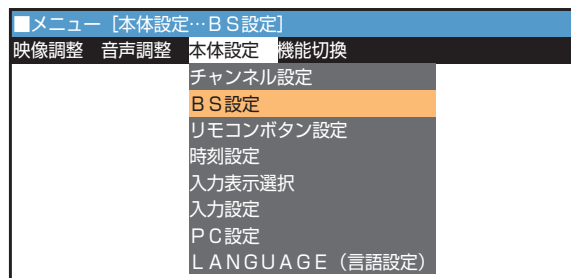 ■メニュー [本体設定…ＢＳ設定]
映像調整 音声調整 本体設定 機能切換
チャンネル設定
ＢＳ設定
リモコンボタン設定
時刻設定
入力表示選択
入力設定
ＰＣ設定
ＬＡＮＧＵＡＧＥ（言語設定）